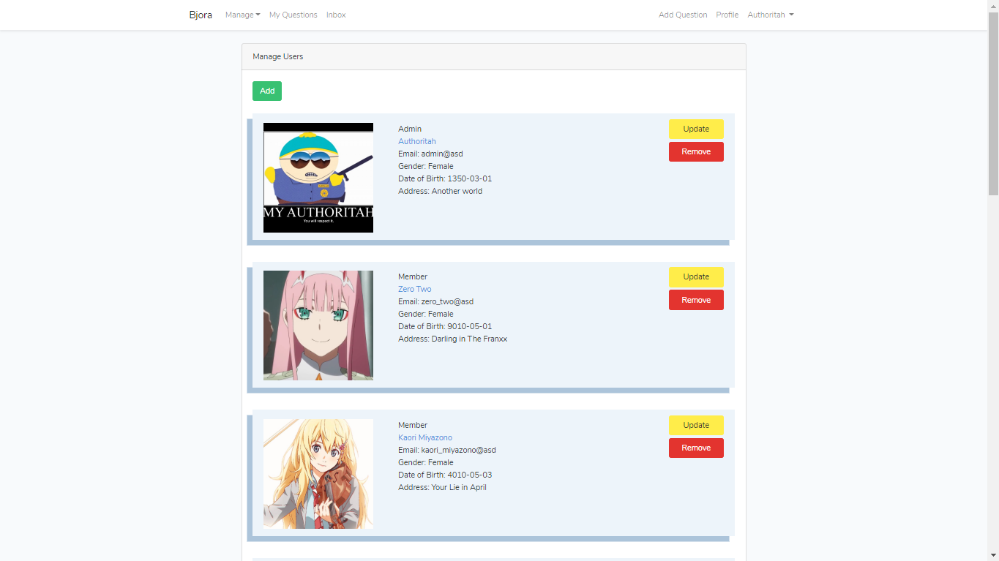 Bjora Manage My Questions Inbox Add Question Profile Authoritah
Manage Users
Add
Admin
Authoritah
Email: admin@asd
Gender: Female
Date of Birth: 1350-03-01
Address: Another world
Update
Remove
MY AUTHORITAH
You will respect it.
Member
Zero Two
Email: zero_two@asd
Gender: Female
Date of Birth: 9010-05-01
Address: Darling in The Franxx
Update
Remove
Member
Kaori Miyazono
Email: kaori_miyazono@asd
Gender: Female
Date of Birth: 4010-05-03
Address: Your Lie in April
Update
Remove